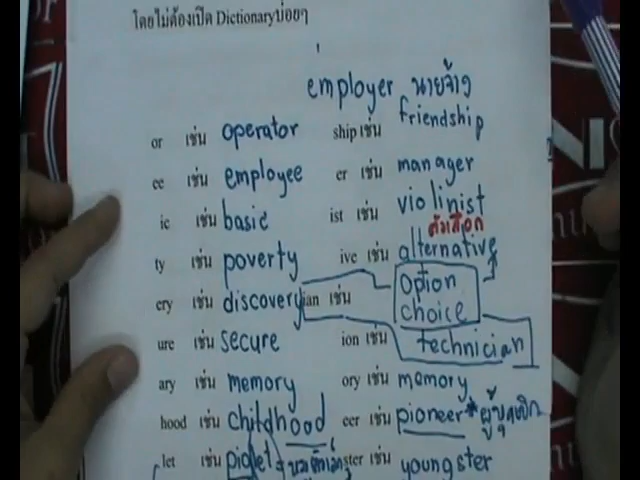 โดยไม่ต้องเปิด Dictionaryบ่อยๆ
employer นายจ้าง
or เช่น operator ship เช่น friendship
ee เช่น employee er เช่น manager
ic เช่น basic ist เช่น violinist
ตัวเลือก
ty เช่น poverty ive เช่น alternative
ery เช่น discovery ian เช่น option
choice
ure เช่น secure ion เช่น technician
ary เช่น memory ory เช่น memory
hood เช่น childhood eer เช่น pioneer * ผู้บุกเบิก
let เช่น piglet ster เช่น youngster